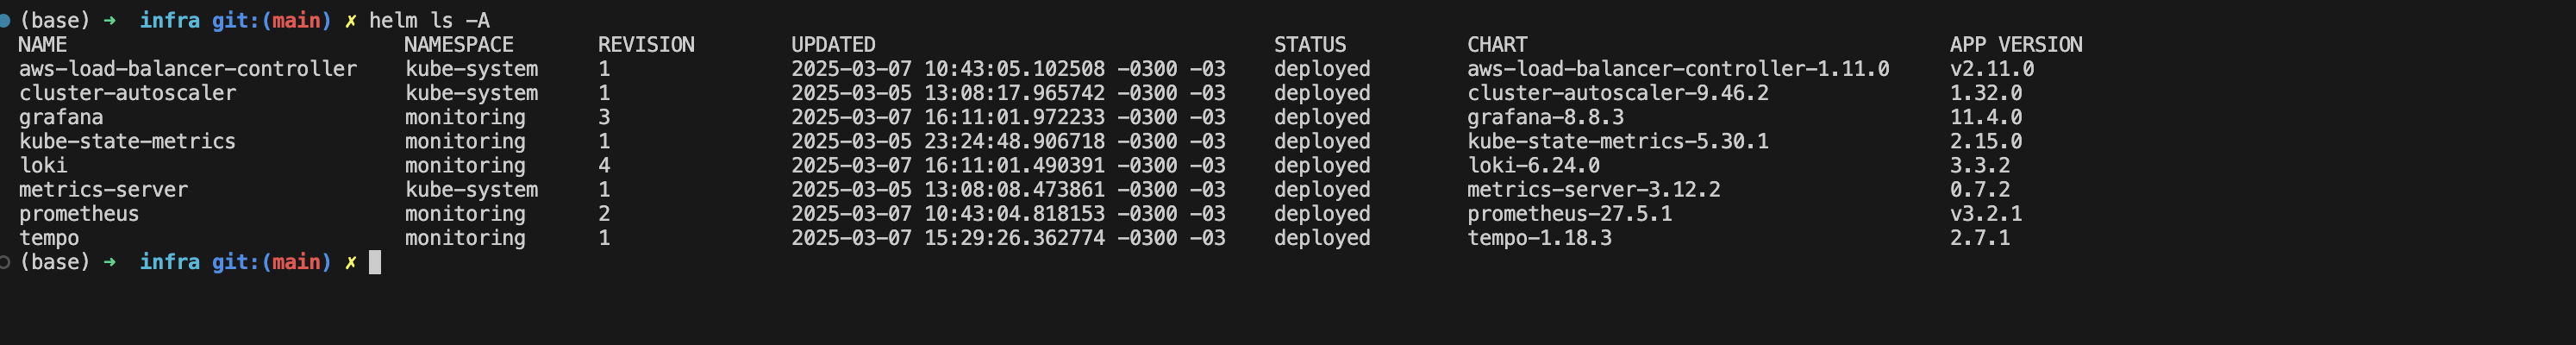 (base) ➜ infra git:(main) ✗ helm ls -A
NAME NAMESPACE REVISION UPDATED STATUS CHART APP VERSION
aws-load-balancer-controller kube-system 1 2025-03-07 10:43:05.102508 -0300 -03 deployed aws-load-balancer-controller-1.11.0 v2.11.0
cluster-autoscaler kube-system 1 2025-03-05 13:08:17.965742 -0300 -03 deployed cluster-autoscaler-9.46.2 1.32.0
grafana monitoring 3 2025-03-07 16:11:01.972233 -0300 -03 deployed grafana-8.8.3 11.4.0
kube-state-metrics monitoring 1 2025-03-05 23:24:48.906718 -0300 -03 deployed kube-state-metrics-5.30.1 2.15.0
loki monitoring 4 2025-03-07 16:11:01.490391 -0300 -03 deployed loki-6.24.0 3.3.2
metrics-server kube-system 1 2025-03-05 13:08:08.473861 -0300 -03 deployed metrics-server-3.12.2 0.7.2
prometheus monitoring 2 2025-03-07 10:43:04.818153 -0300 -03 deployed prometheus-27.5.1 v3.2.1
tempo monitoring 1 2025-03-07 15:29:26.362774 -0300 -03 deployed tempo-1.18.3 2.7.1
(base) ➜ infra git:(main) ✗